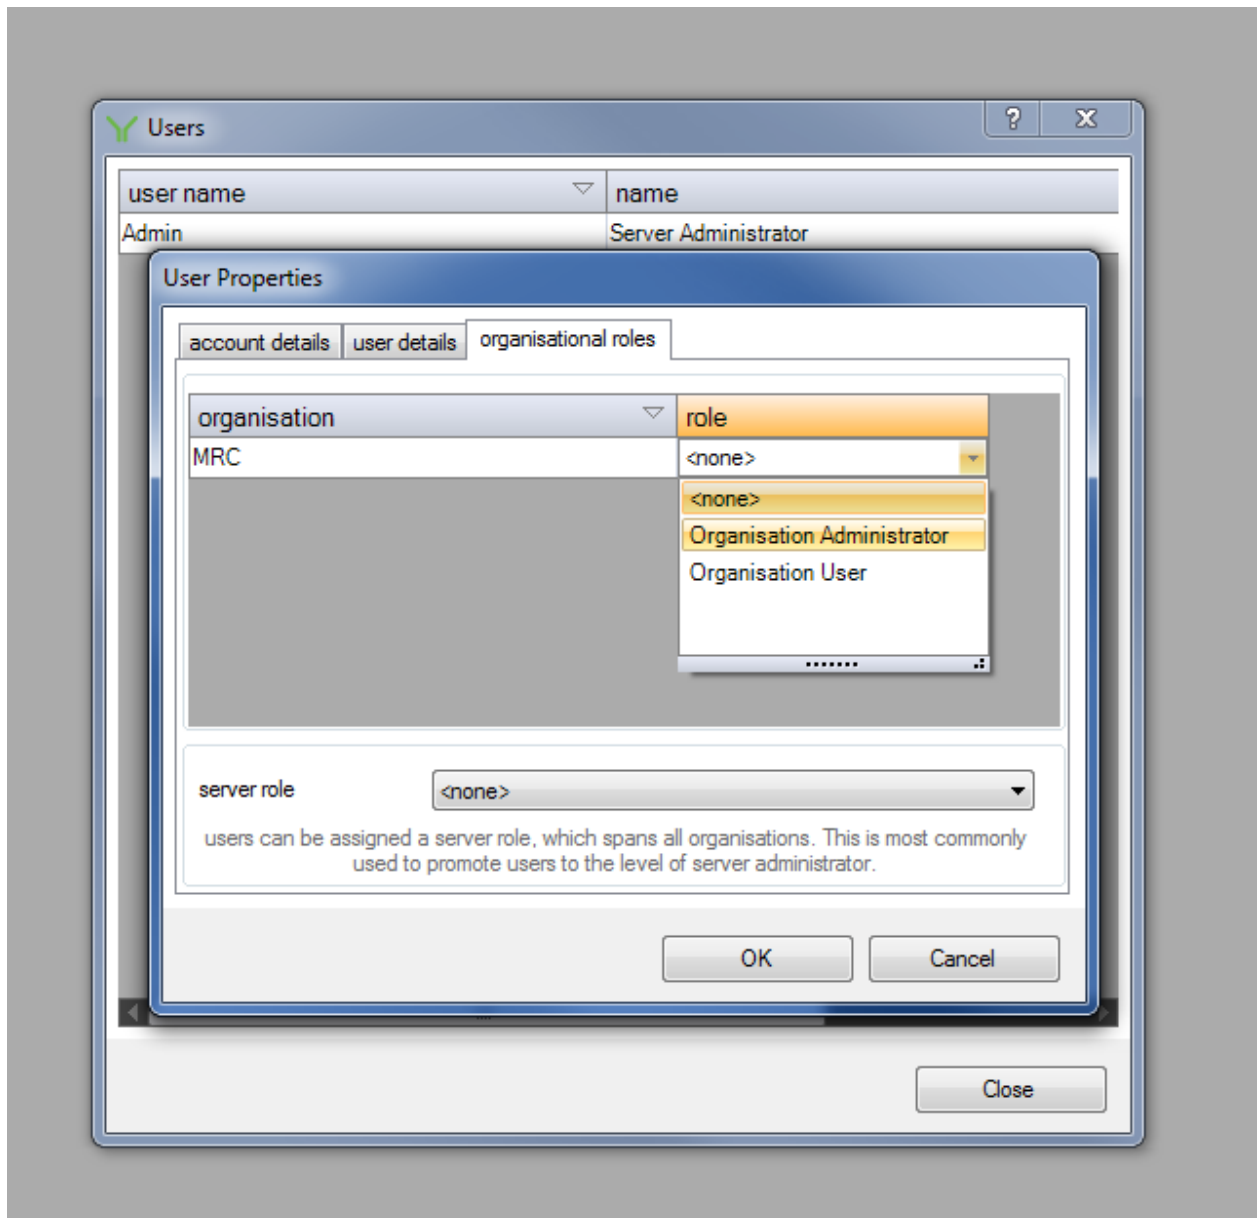 Users
?
user name name
Admin Server Administrator
User Properties
account details user details organisational roles
organisation role
MRC <none>
<none>
Organisation Administrator
Organisation User
server role <none>
users can be assigned a server role, which spans all organisations. This is most commonly
used to promote users to the level of server administrator.
OK Cancel
Close